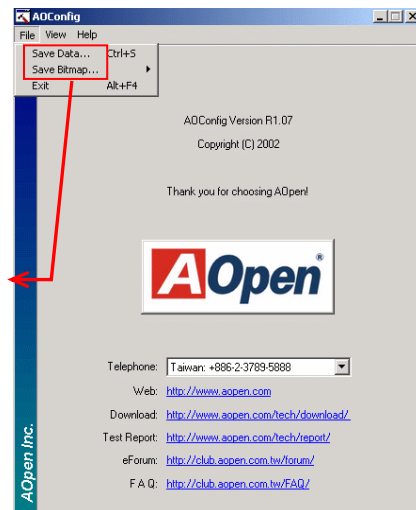 AOConfig
File View Help
Save Data... Ctrl+S
Save Bitmap...
Exit Alt+F4
AOConfig Version R1.07
Copyright (C) 2002
Thank you for choosing AOpen!
AOpen®
Telephone: Taiwan: +886-2-3789-5888
Web: http://www.aopen.com
Download: http://www.aopen.com/tech/download/
Test Report: http://www.aopen.com/tech/report/
eForum: http://club.aopen.com.tw/forum/
F A Q: http://club.aopen.com.tw/FAQ/
AOpen Inc.